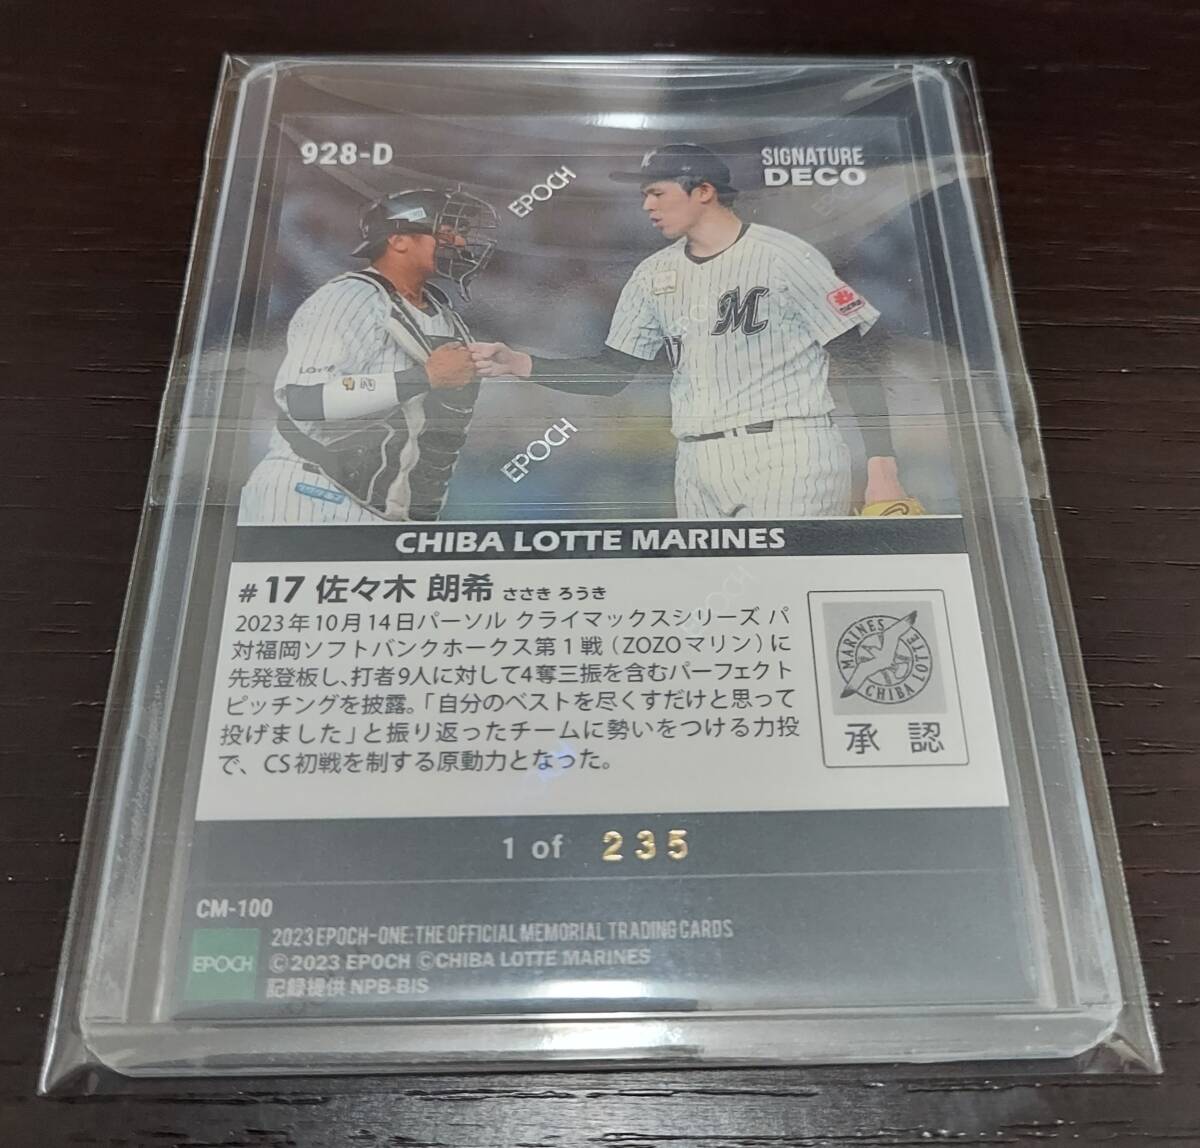 928-D
SIGNATURE
DECO
EPOCH
EPOCH
EPOCH
K
M
17
LOTTE
CHIBA LOTTE MARINES
#17 佐々木 朗希 ささき ろうき
2023年10月14日パーソル クライマックスシリーズ パ
対福岡ソフトバンクホークス第1戦（ZOZOマリン）に
先発登板し、打者9人に対して4奪三振を含むパーフェクト
ピッチングを披露。「自分のベストを尽くすだけと思って
投げました」と振り返ったチームに勢いをつける力投
で、CS初戦を制する原動力となった。
MARINES
CHIBA LOTTE
承認
1 of 235
CM-100
EPOCH
2023 EPOCH-ONE:THE OFFICIAL MEMORIAL TRADING CARDS
©2023 EPOCH ©CHIBA LOTTE MARINES
記録提供 NPB-BIS